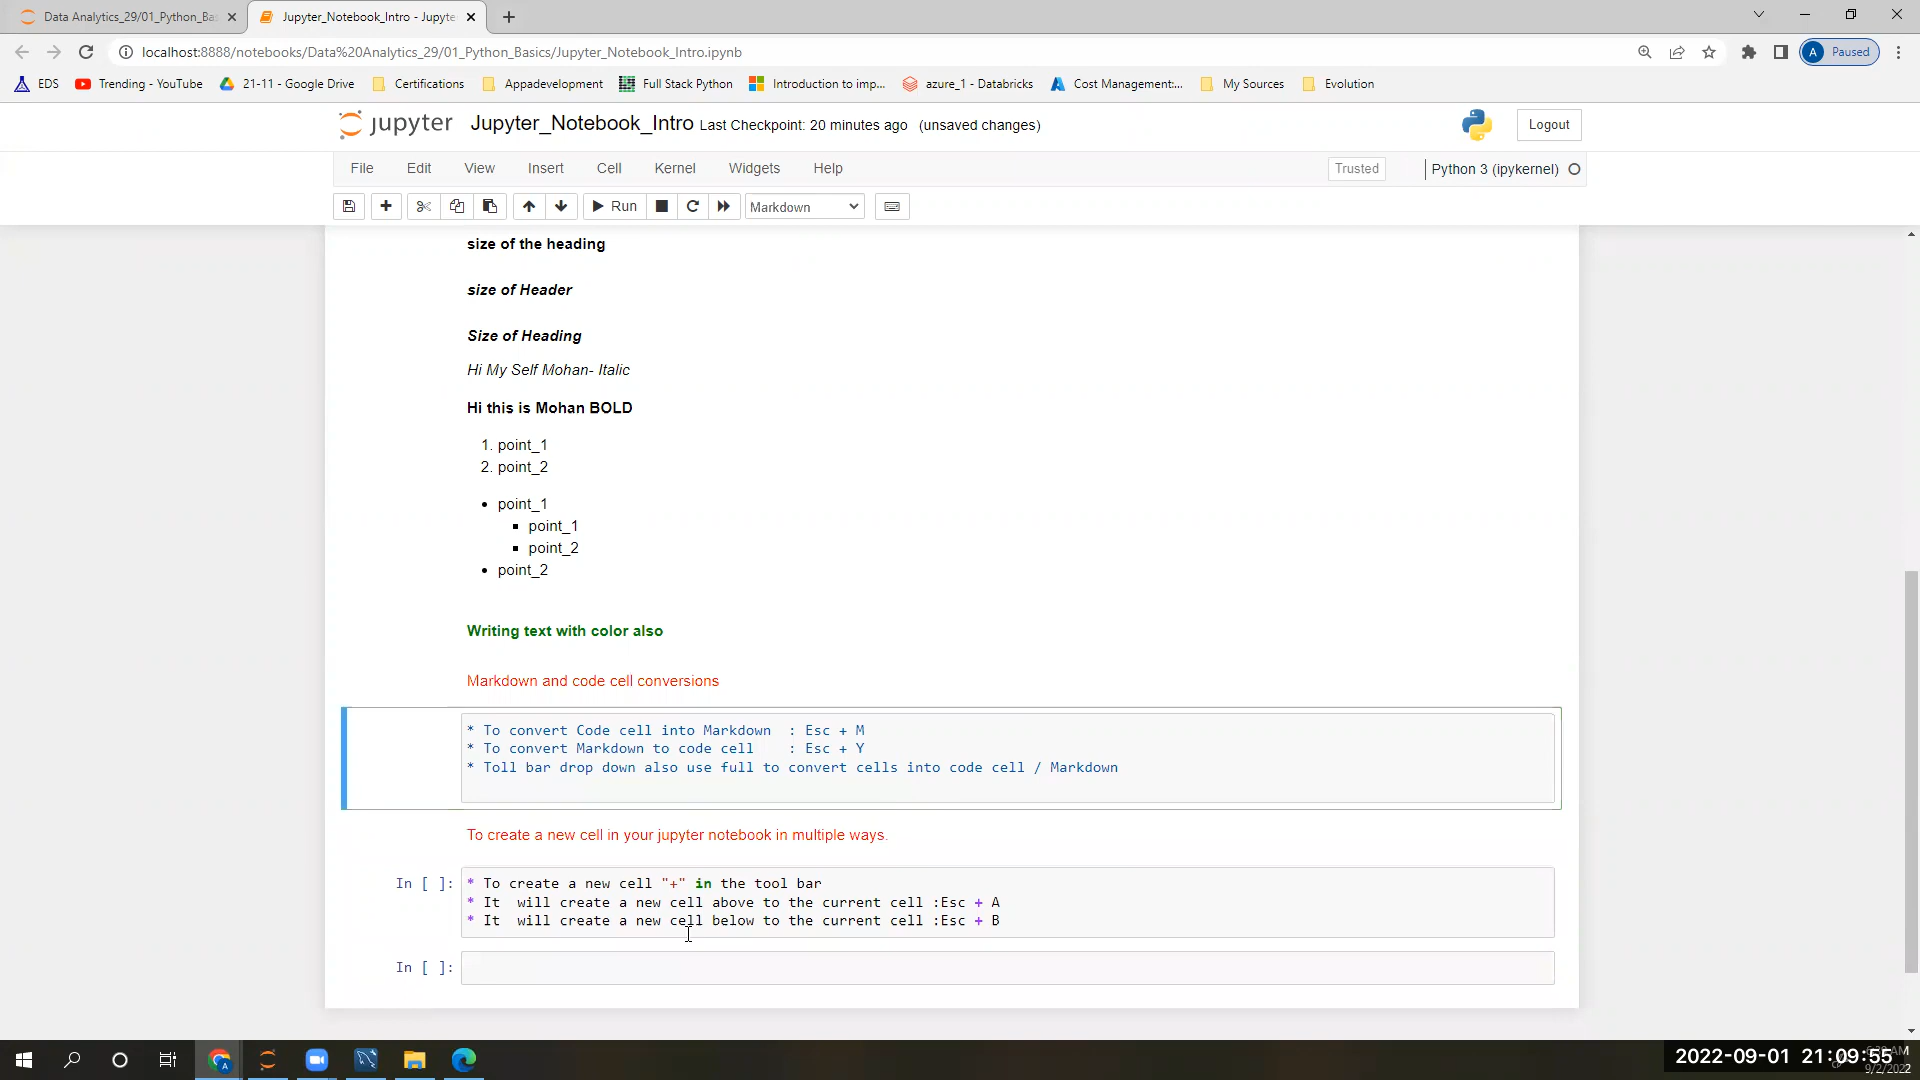 Data Analytics_29/01_Python_Bas
Jupyter_Notebook_Intro - Jupyte
localhost:8888/notebooks/Data%20Analytics_29/01_Python_Basics/Jupyter_Notebook_Intro.ipynb
A Paused
EDS Trending - YouTube 21-11 - Google Drive Certifications Appadevelopment Full Stack Python Introduction to imp... azure_1 - Databricks Cost Management:... My Sources Evolution
jupyter Jupyter_Notebook_Intro Last Checkpoint: 20 minutes ago (unsaved changes) Logout
File Edit View Insert Cell Kernel Widgets Help Trusted Python 3 (ipykernel)
Run Markdown
size of the heading
size of Header
Size of Heading
Hi My Self Mohan- Italic
Hi this is Mohan BOLD
1. point_1
2. point_2
• point_1
▪ point_1
▪ point_2
• point_2
Writing text with color also
Markdown and code cell conversions
* To convert Code cell into Markdown  : Esc + M
* To convert Markdown to code cell    : Esc + Y
* Toll bar drop down also use full to convert cells into code cell / Markdown
To create a new cell in your jupyter notebook in multiple ways.
In [ ]: * To create a new cell "+" in the tool bar
* It  will create a new cell above to the current cell :Esc + A
* It  will create a new cell below to the current cell :Esc + B
In [ ]:
2022-09-01 21:09:55